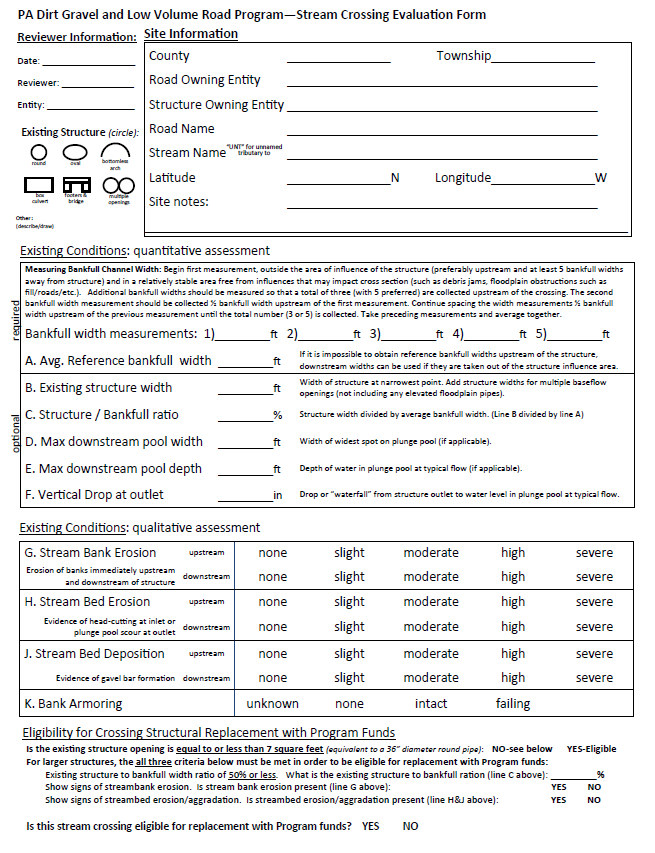 PA Dirt Gravel and Low Volume Road Program—Stream Crossing Evaluation Form
Reviewer Information:
Date: ____________________
Reviewer: ________________
Entity: ___________________
Existing Structure (circle):
round
oval
bottomless
arch
box
culvert
footers &
bridge
multiple
openings
Other:
(describe/draw)
Site Information
County ______________ Township______________
Road Owning Entity
Structure Owning Entity
Road Name
Stream Name "UNT" for unnamed
tributary to
Latitude ______________N Longitude______________W
Site notes:
Existing Conditions: quantitative assessment
required
Measuring Bankfull Channel Width: Begin first measurement, outside the area of influence of the structure (preferably upstream and at least 5 bankfull widths
away from structure) and in a relatively stable area free from influences that may impact cross section (such as debris jams, floodplain obstructions such as
fill/roads/etc.). Additional bankfull widths should be measured so that a total of three (with 5 preferred) are collected upstream of the crossing. The second
bankfull width measurement should be collected ½ bankfull width upstream of the first measurement. Continue spacing the width measurements ½ bankfull
width upstream of the previous measurement until the total number (3 or 5) is collected. Take preceding measurements and average together.
Bankfull width measurements: 1)_______ft 2)_______ft 3)_______ft 4)_______ft 5)_______ft
A. Avg. Reference bankfull width _______ft
If it is impossible to obtain reference bankfull widths upstream of the structure,
downstream widths can be used if they are taken out of the structure influence area.
optional
B. Existing structure width _______ft
Width of structure at narrowest point. Add structure widths for multiple baseflow
openings (not including any elevated floodplain pipes).
C. Structure / Bankfull ratio _______% Structure width divided by average bankfull width. (Line B divided by line A)
D. Max downstream pool width _______ft Width of widest spot on plunge pool (if applicable).
E. Max downstream pool depth _______ft Depth of water in plunge pool at typical flow (if applicable).
F. Vertical Drop at outlet _______in Drop or "waterfall" from structure outlet to water level in plunge pool at typical flow.
Existing Conditions: qualitative assessment
G. Stream Bank Erosion upstream none slight moderate high severe
Erosion of banks immediately upstream
and downstream of structure
downstream none slight moderate high severe
H. Stream Bed Erosion upstream none slight moderate high severe
Evidence of head-cutting at inlet or
plunge pool scour at outlet
downstream none slight moderate high severe
J. Stream Bed Deposition upstream none slight moderate high severe
Evidence of gavel bar formation downstream none slight moderate high severe
K. Bank Armoring unknown none intact failing
Eligibility for Crossing Structural Replacement with Program Funds
Is the existing structure opening is equal to or less than 7 square feet (equivalent to a 36" diameter round pipe): NO-see below YES-Eligible
For larger structures, the all three criteria below must be met in order to be eligible for replacement with Program funds:
Existing structure to bankfull width ratio of 50% or less. What is the existing structure to bankfull ration (line C above): ________%
Show signs of streambank erosion. Is stream bank erosion present (line G above): YES NO
Show signs of streambed erosion/aggradation. Is streambed erosion/aggradation present (line H&J above): YES NO
Is this stream crossing eligible for replacement with Program funds? YES NO